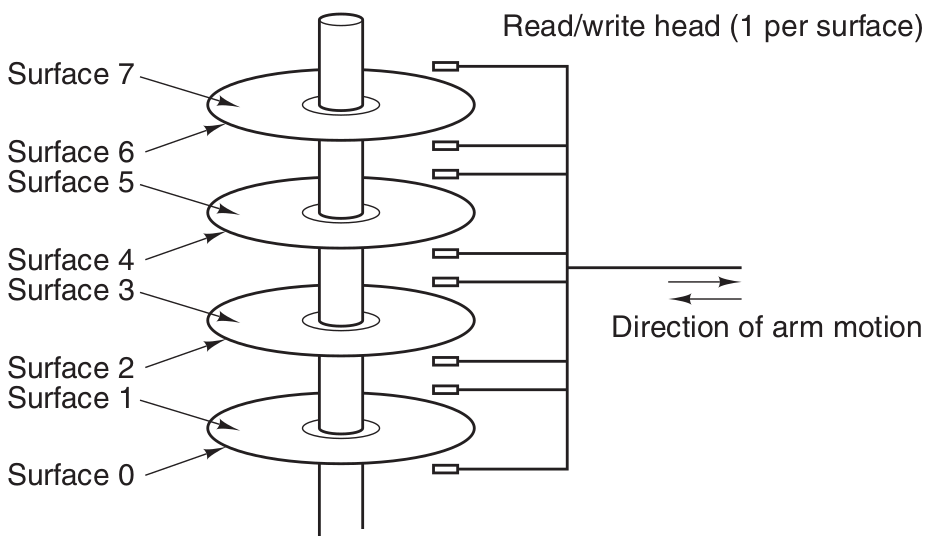 Read/write head (1 per surface)
Surface 7
Surface 6
Surface 5
Surface 4
Surface 3
Direction of arm motion
Surface 2
Surface 1
Surface 0